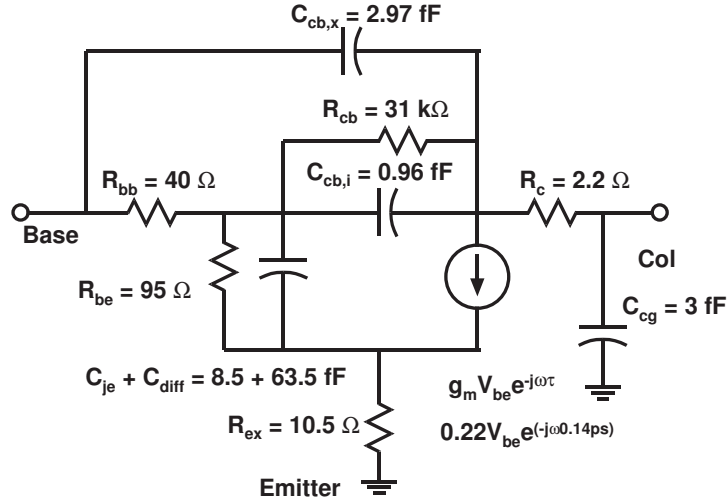 C_cb,x = 2.97 fF
R_cb = 31 kΩ
R_bb = 40 Ω
C_cb,i = 0.96 fF
R_c = 2.2 Ω
Base
Col
R_be = 95 Ω
C_cg = 3 fF
C_je + C_diff = 8.5 + 63.5 fF
g_mV_bee^-jωτ
R_ex = 10.5 Ω
0.22V_bee^(-jω0.14ps)
Emitter